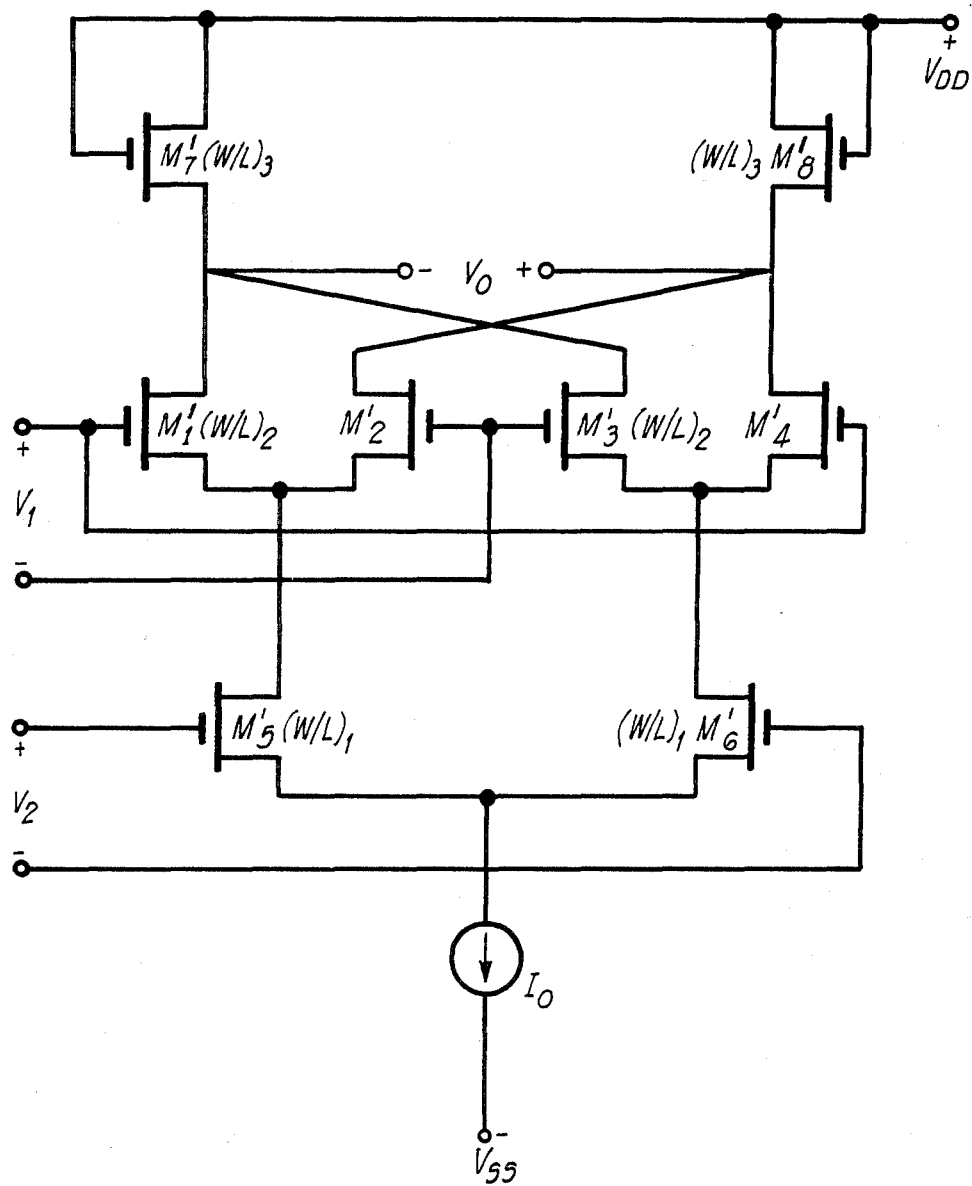 +
V_DD
M'_7 (W/L)_3
(W/L)_3 M'_8
- V_O +
+
V_1
-
M'_1 (W/L)_2
M'_2
M'_3 (W/L)_2
M'_4
+
V_2
-
M'_5 (W/L)_1
(W/L)_1 M'_6
I_O
-
V_SS